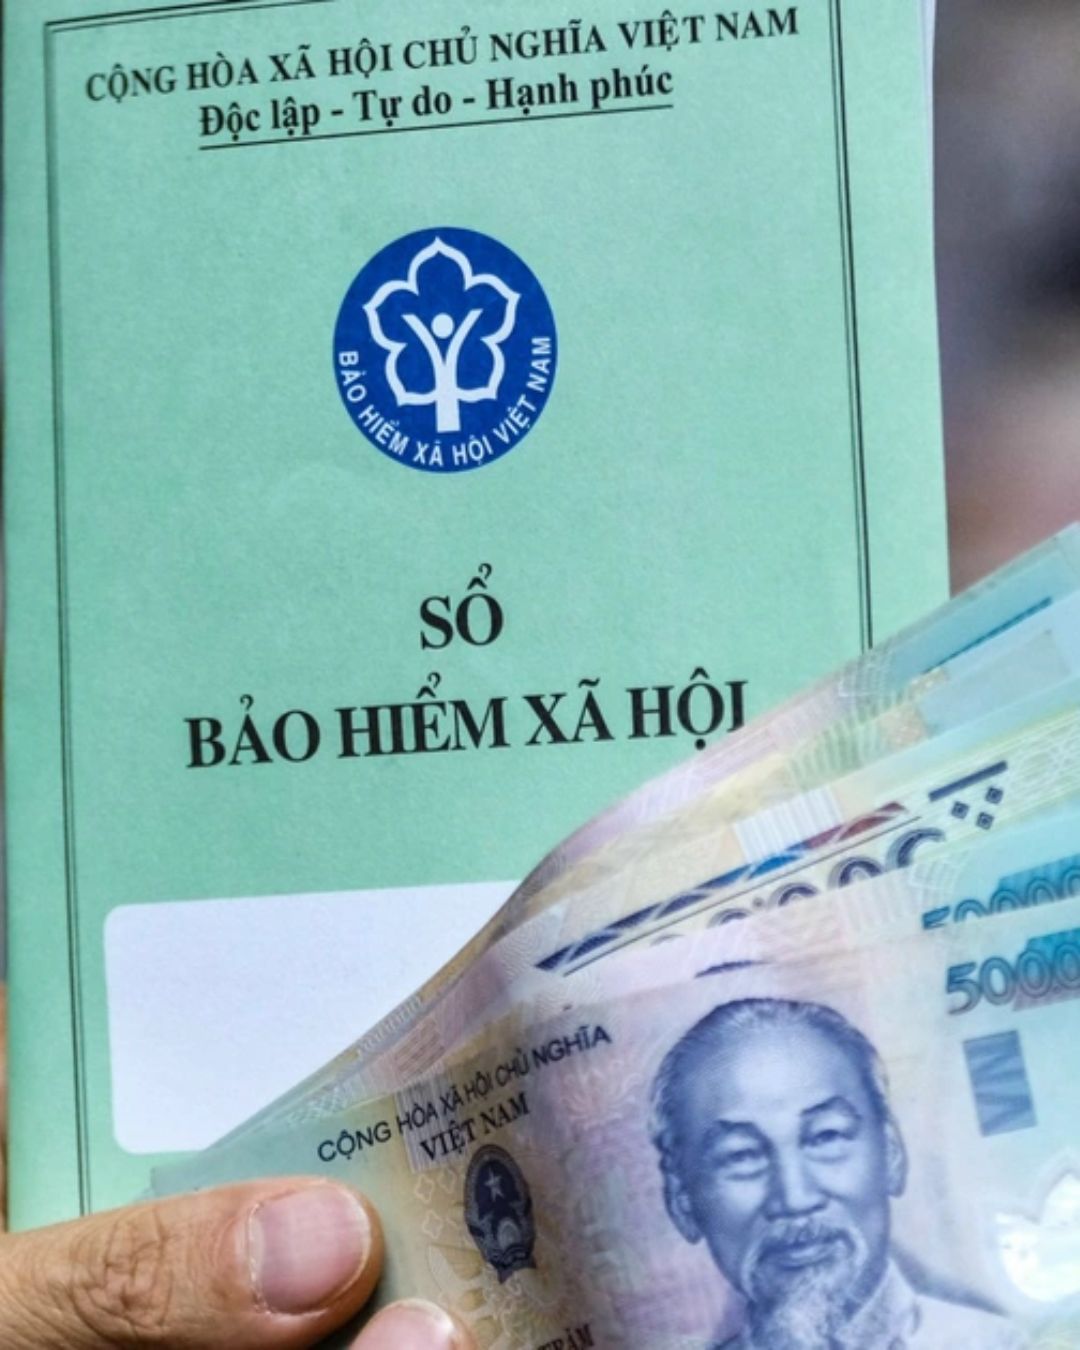 CỘNG HÒA XÃ HỘI CHỦ NGHĨA VIỆT NAM
Độc lập - Tự do - Hạnh phúc
BẢO HIỂM XÃ HỘI VIỆT NAM
SỔ
BẢO HIỂM XÃ HỘI
CỘNG HÒA XÃ HỘI CHỦ NGHĨA
VIỆT NAM
VN